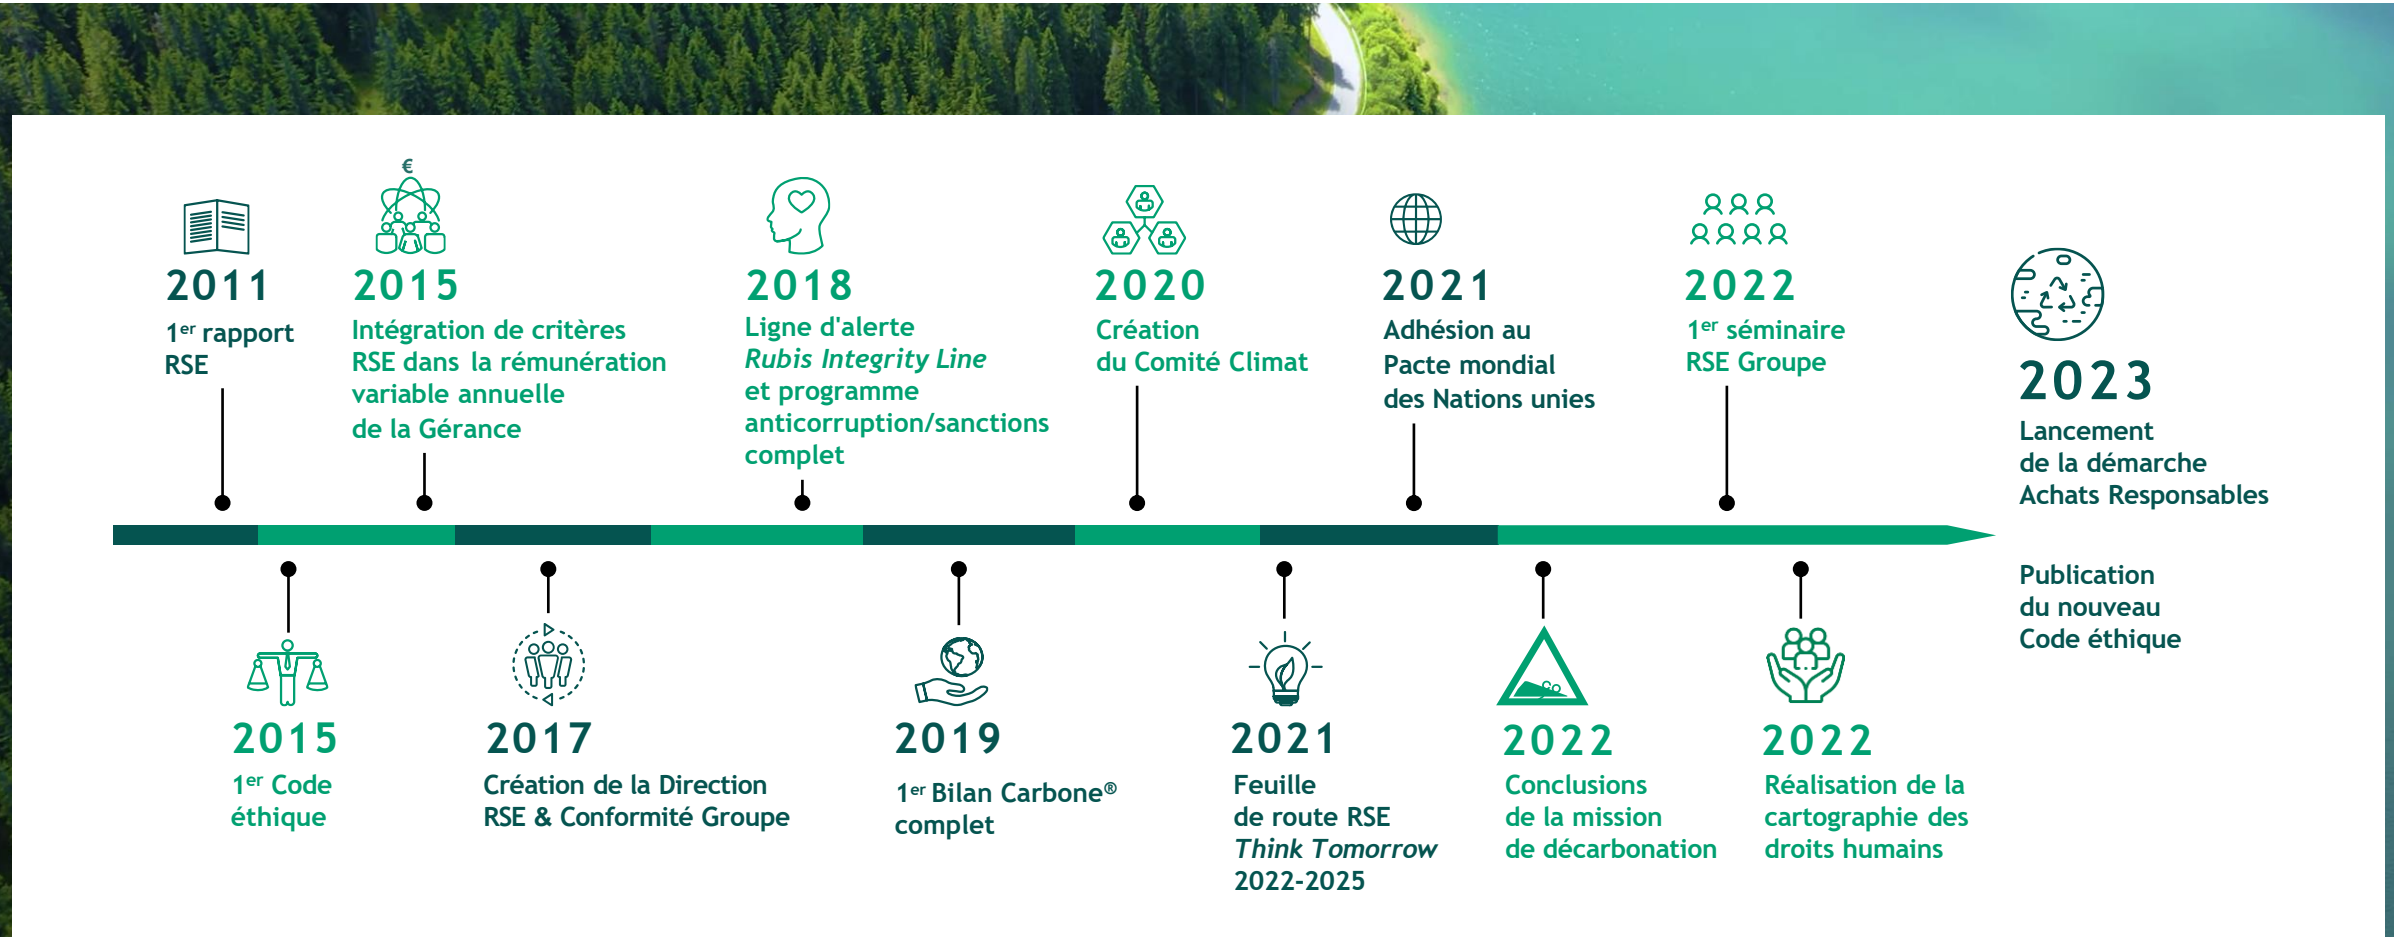 €
2011
1er rapport
RSE
2015
Intégration de critères
RSE dans la rémunération
variable annuelle
de la Gérance
2018
Ligne d'alerte
Rubis Integrity Line
et programme
anticorruption/sanctions
complet
2020
Création
du Comité Climat
2021
Adhésion au
Pacte mondial
des Nations unies
2022
1er séminaire
RSE Groupe
2023
Lancement
de la démarche
Achats Responsables
Publication
du nouveau
Code éthique
2015
1er Code
éthique
2017
Création de la Direction
RSE & Conformité Groupe
2019
1er Bilan Carbone®
complet
2021
Feuille
de route RSE
Think Tomorrow
2022-2025
CO
2022
Conclusions
de la mission
de décarbonation
2022
Réalisation de la
cartographie des
droits humains